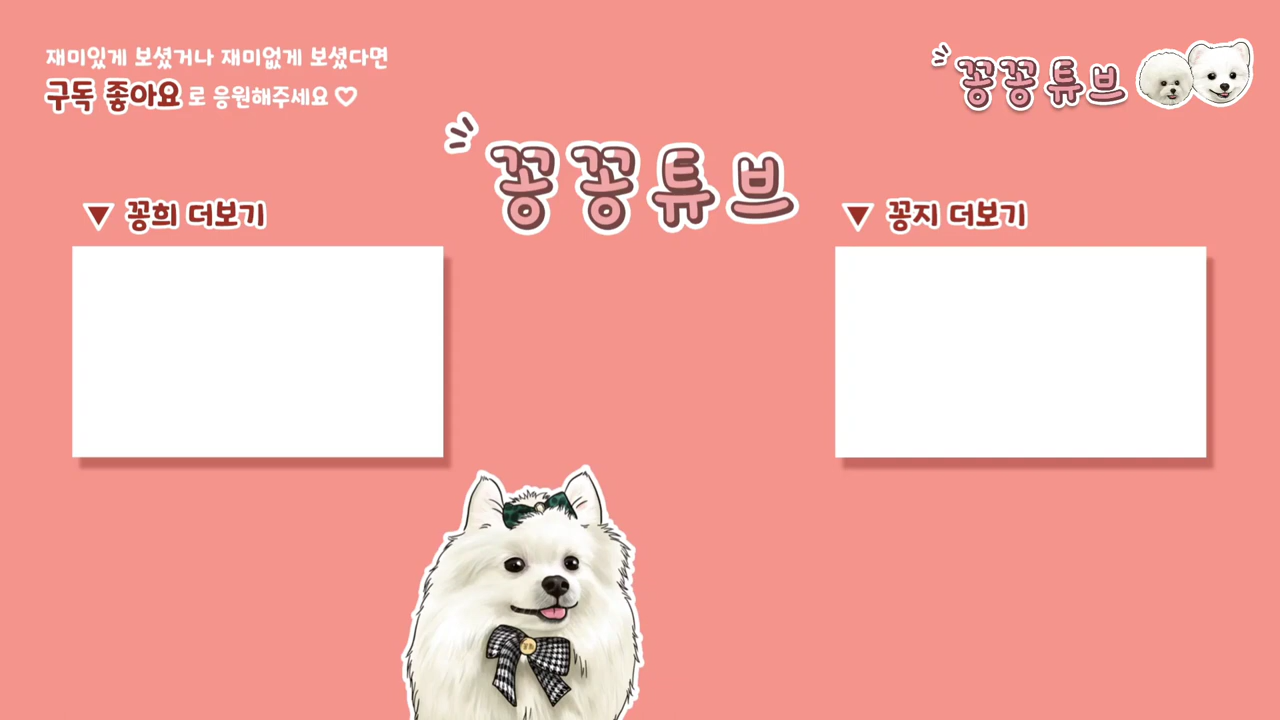 재미있게 보셨거나 재미없게 보셨다면
구독 좋아요 로 응원해주세요 ♡
꽁꽁튜브
꽁꽁튜브
▼ 꽁희 더보기
▼ 꽁지 더보기